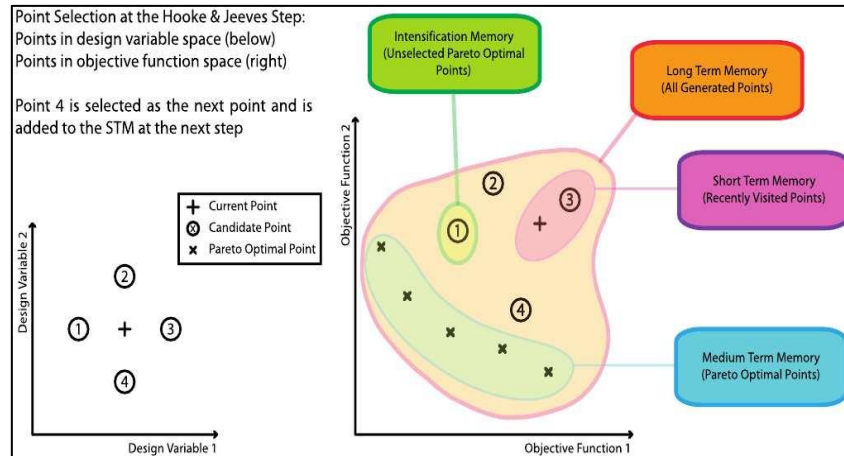 Point Selection at the Hooke & Jeeves Step:
Points in design variable space (below)
Points in objective function space (right)
Point 4 is selected as the next point and is
added to the STM at the next step
Intensification Memory
(Unselected Pareto Optimal
Points)
Long Term Memory
(All Generated Points)
Short Term Memory
(Recently Visited Points)
Medium Term Memory
(Pareto Optimal Points)
Current Point
Candidate Point
Pareto Optimal Point
Design Variable 2
2
1
3
4
Design Variable 1
Objective Function 2
2
3
1
4
Objective Function 1